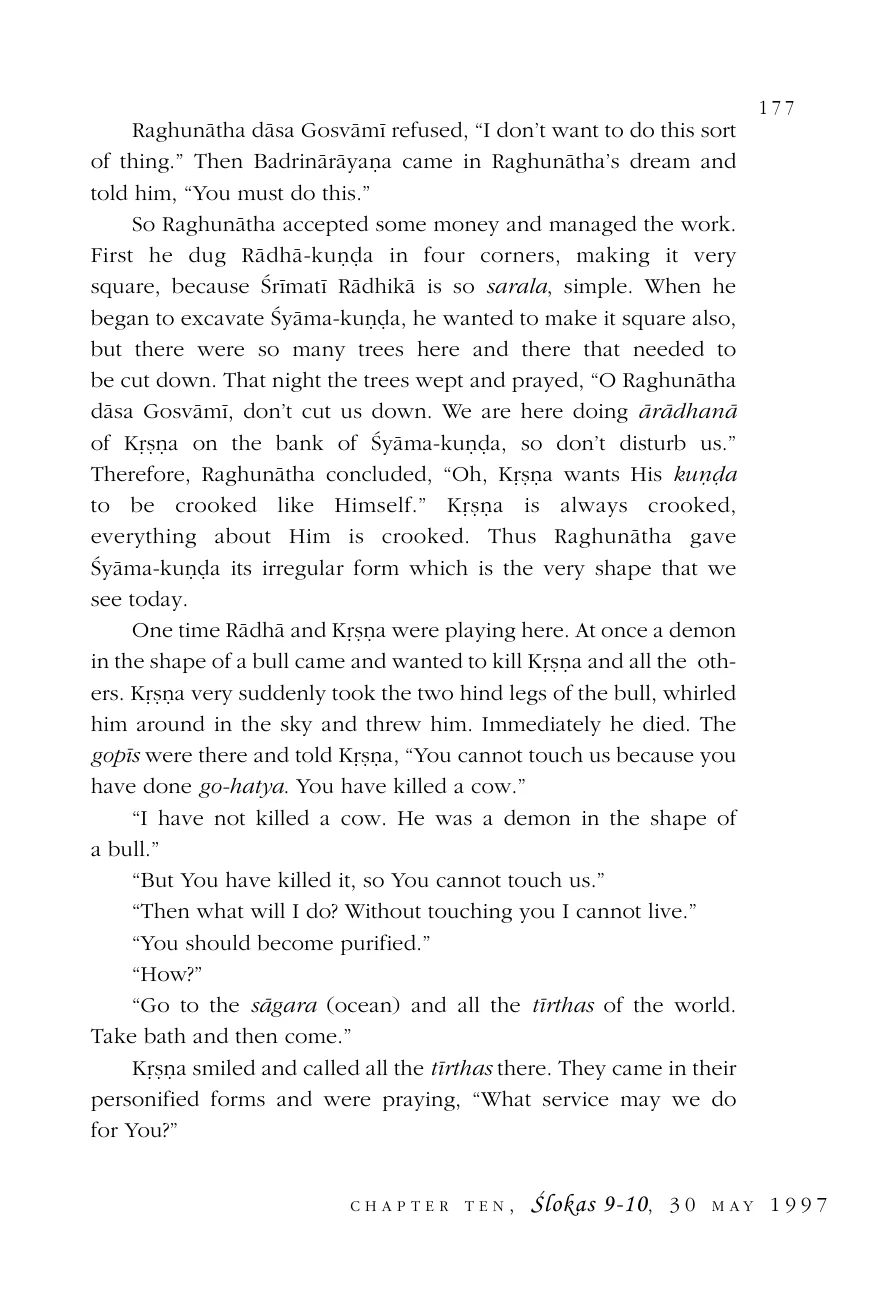 177
Raghunātha dāsa Gosvāmī refused, “I don’t want to do this sort
of thing.” Then Badrinārāyaṇa came in Raghunātha’s dream and
told him, “You must do this.”
So Raghunātha accepted some money and managed the work.
First he dug Rādhā-kuṇḍa in four corners, making it very
square, because Śrīmatī Rādhikā is so sarala, simple. When he
began to excavate Śyāma-kuṇḍa, he wanted to make it square also,
but there were so many trees here and there that needed to
be cut down. That night the trees wept and prayed, “O Raghunātha
dāsa Gosvāmī, don’t cut us down. We are here doing ārādhanā
of Kṛṣṇa on the bank of Śyāma-kuṇḍa, so don’t disturb us.”
Therefore, Raghunātha concluded, “Oh, Kṛṣṇa wants His kuṇḍa
to be crooked like Himself.” Kṛṣṇa is always crooked,
everything about Him is crooked. Thus Raghunātha gave
Śyāma-kuṇḍa its irregular form which is the very shape that we
see today.
One time Rādhā and Kṛṣṇa were playing here. At once a demon
in the shape of a bull came and wanted to kill Kṛṣṇa and all the oth-
ers. Kṛṣṇa very suddenly took the two hind legs of the bull, whirled
him around in the sky and threw him. Immediately he died. The
gopīs were there and told Kṛṣṇa, “You cannot touch us because you
have done go-hatya. You have killed a cow.”
“I have not killed a cow. He was a demon in the shape of
a bull.”
“But You have killed it, so You cannot touch us.”
“Then what will I do? Without touching you I cannot live.”
“You should become purified.”
“How?”
“Go to the sāgara (ocean) and all the tīrthas of the world.
Take bath and then come.”
Kṛṣṇa smiled and called all the tīrthas there. They came in their
personified forms and were praying, “What service may we do
for You?”
CHAPTER TEN, Ślokas 9-10, 30 MAY 1997